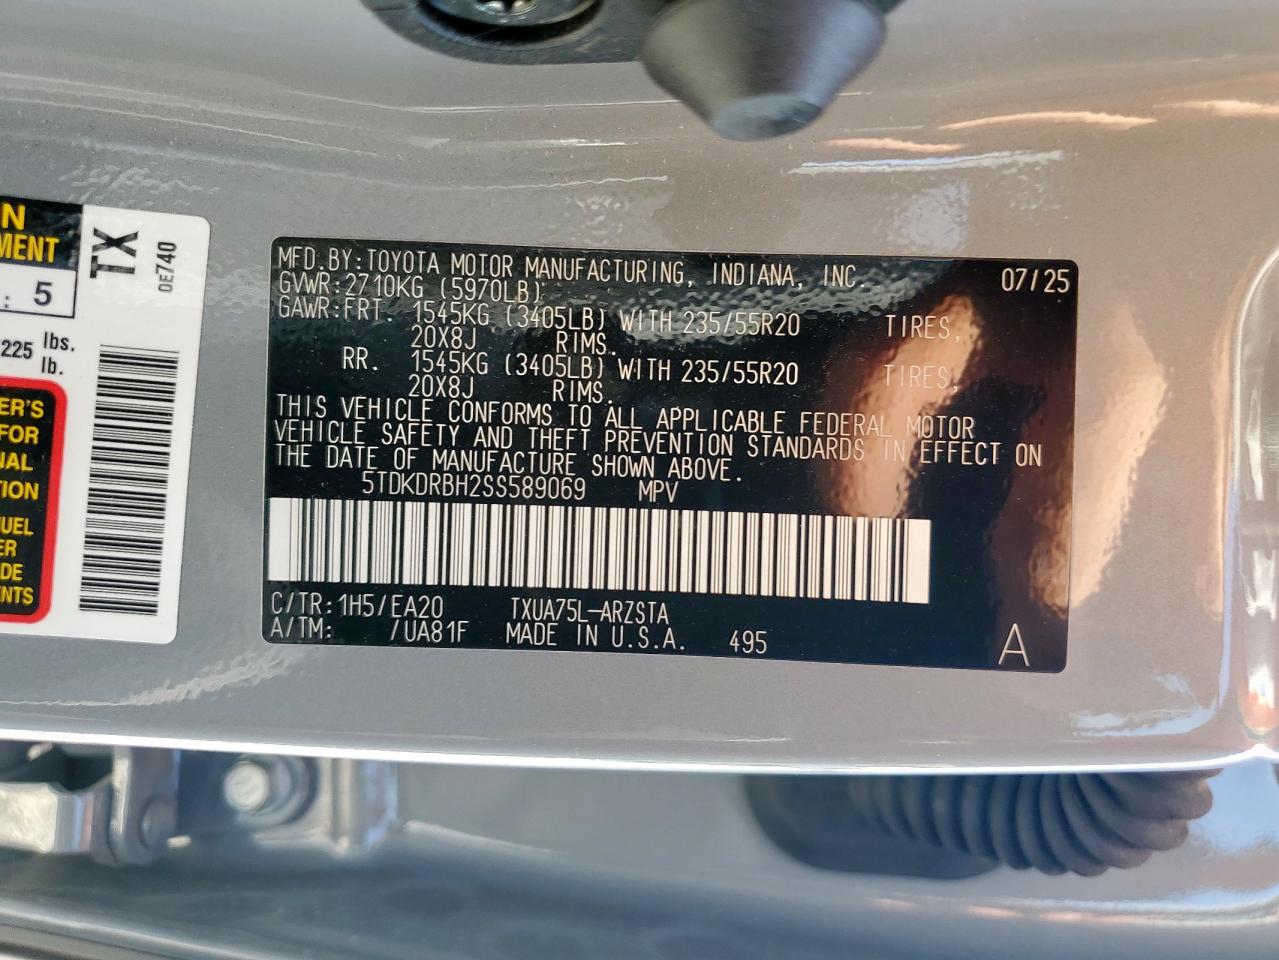 N
MENT
: 5
225 lbs.
lb.
ER'S
FOR
NAL
TION
UEL
ER
DE
NTS
TX
0E740
MFD.BY:TOYOTA MOTOR MANUFACTURING, INDIANA, INC. 07/25
GVWR:2710KG (5970LB)
GAWR:FRT. 1545KG (3405LB) WITH 235/55R20 TIRES,
20X8J RIMS.
RR. 1545KG (3405LB) WITH 235/55R20 TIRES,
20X8J RIMS.
THIS VEHICLE CONFORMS TO ALL APPLICABLE FEDERAL MOTOR
VEHICLE SAFETY AND THEFT PREVENTION STANDARDS IN EFFECT ON
THE DATE OF MANUFACTURE SHOWN ABOVE.
5TDKDRBH2SS589069 MPV
C/TR:1H5/EA20 TXUA75L-ARZSTA
A/TM: /UA81F MADE IN U.S.A. 495 A